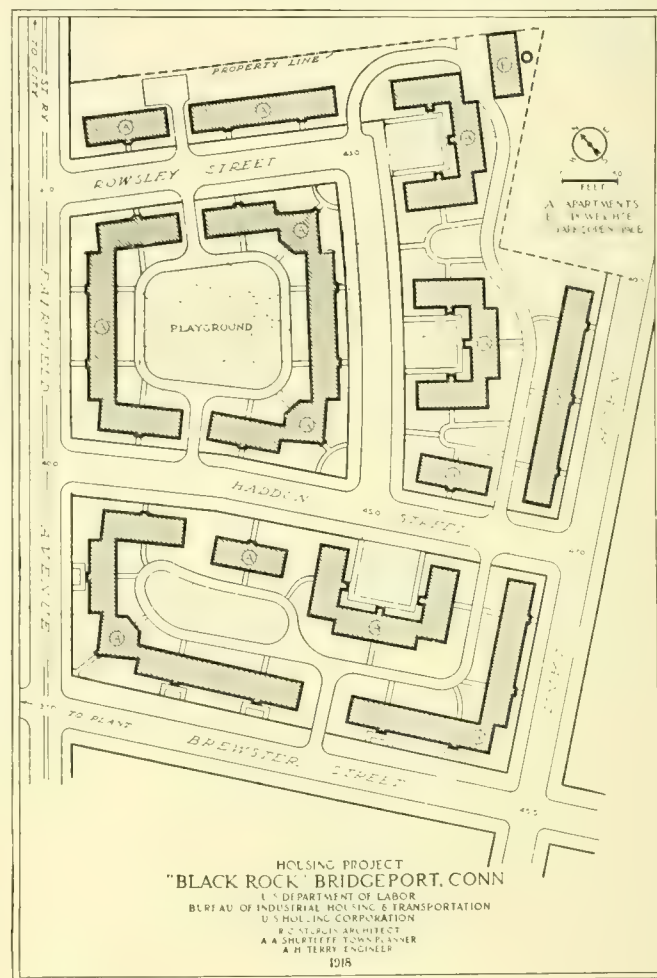 PROPERTY LINE
TO CITY
ST. RY.
ROWSLEY STREET
FEET
A APARTMENTS
PLAYGROUND
FAIRFIELD AVENUE
HADDON STREET
TO PLANT
BREWSTER STREET
HOUSING PROJECT
"BLACK ROCK" BRIDGEPORT, CONN
U S DEPARTMENT OF LABOR
BUREAU OF INDUSTRIAL HOUSING & TRANSPORTATION
U S HOUSING CORPORATION
R C STURGIS ARCHITECT
A A SHURTLEFF TOWN PLANNER
A H TERRY ENGINEER
1918